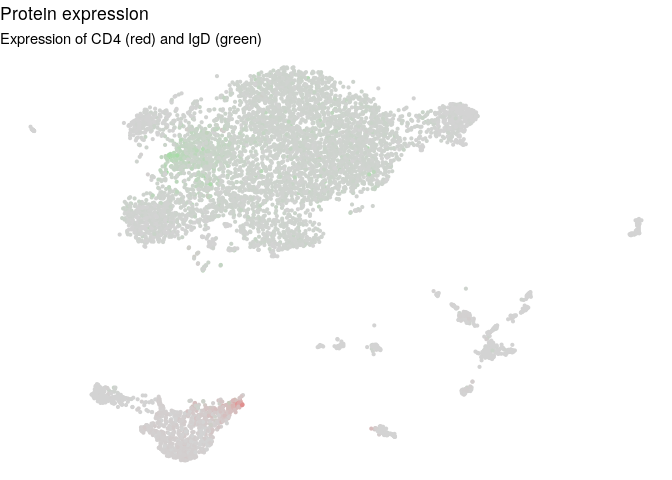 Protein expression
Expression of CD4 (red) and IgD (green)